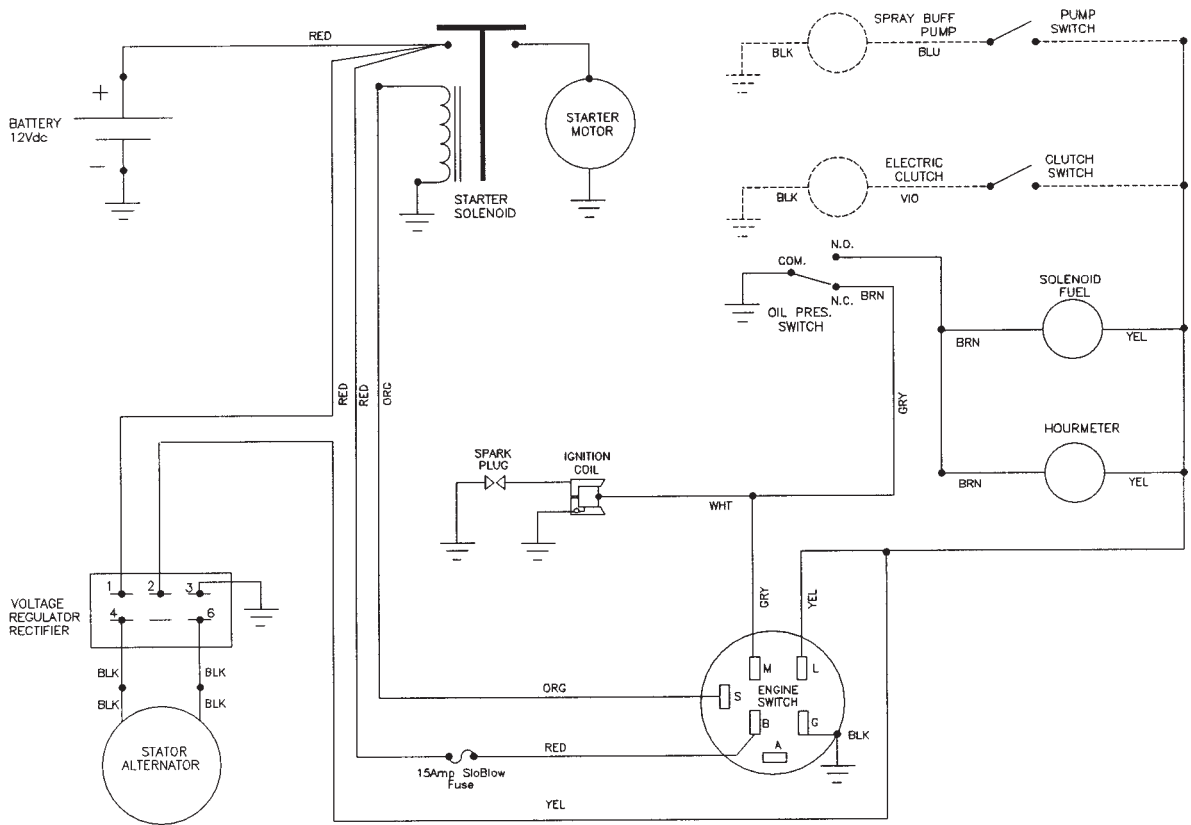 RED
SPRAY BUFF
PUMP
PUMP
SWITCH
BLK
BLU
+
BATTERY
12Vdc
−
STARTER
MOTOR
STARTER
SOLENOID
ELECTRIC
CLUTCH
CLUTCH
SWITCH
BLK
VIO
N.O.
COM.
N.C.
BRN
OIL PRES.
SWITCH
SOLENOID
FUEL
BRN
YEL
RED
RED
ORG
GRY
HOURMETER
BRN
YEL
SPARK
PLUG
IGNITION
COIL
WHT
GRY
YEL
1
2
3
4
6
VOLTAGE
REGULATOR
RECTIFIER
BLK
BLK
BLK
BLK
STATOR
ALTERNATOR
ORG
M
L
S
ENGINE
SWITCH
B
G
A
BLK
RED
15Amp SloBlow
Fuse
YEL